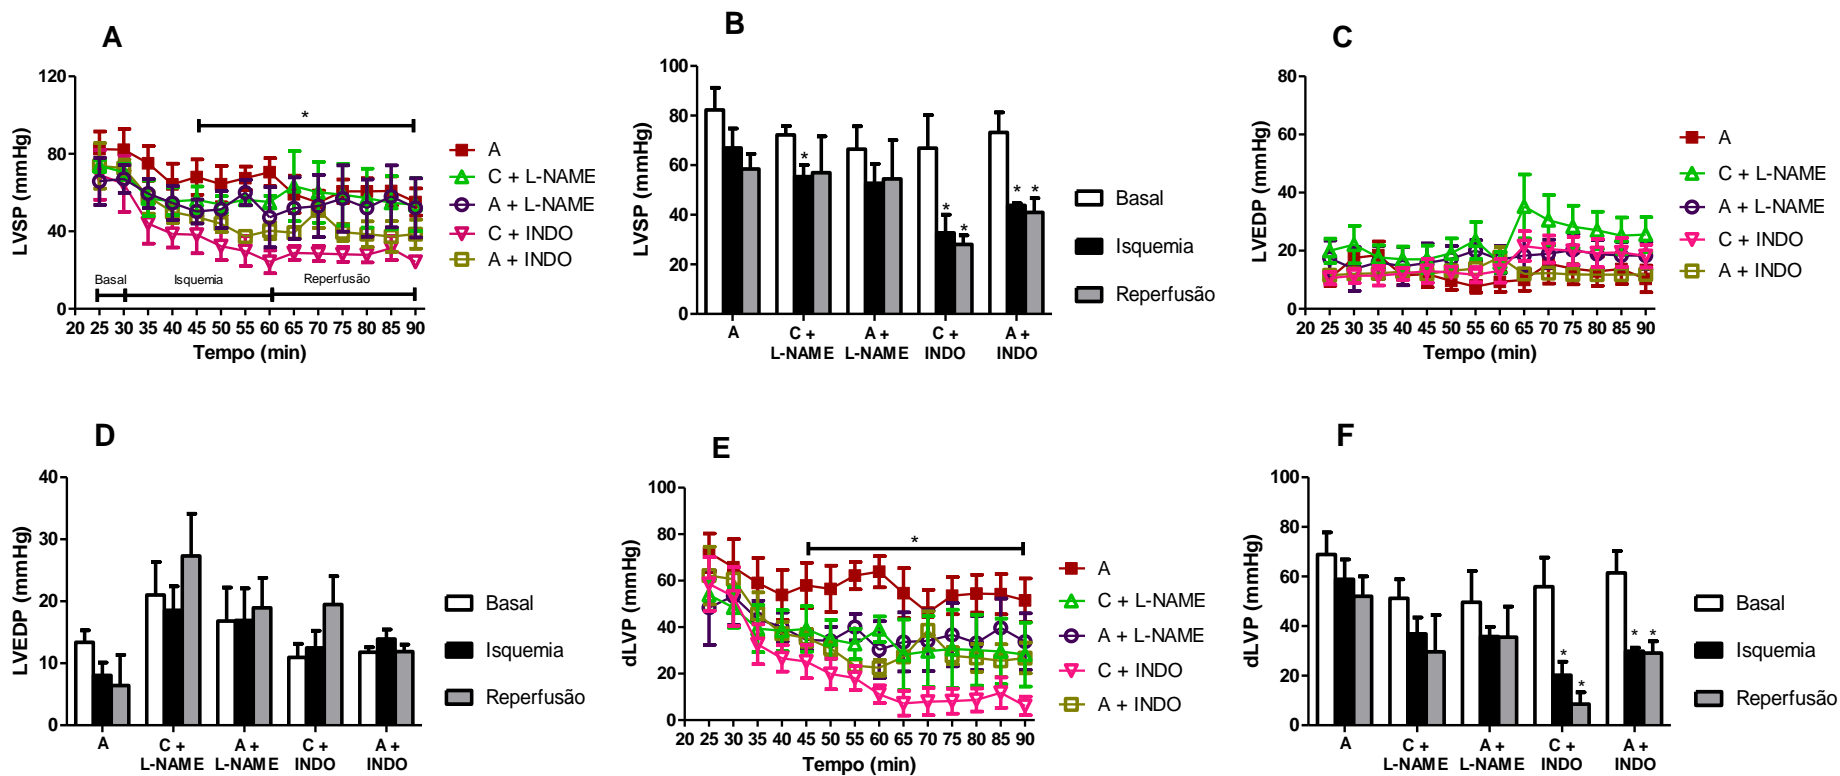 A
LVSP (mmHg)
120
80
40
0
*
Basal
Isquemia
Reperfusão
20 25 30 35 40 45 50 55 60 65 70 75 80 85 90
Tempo (min)
A
C + L-NAME
A + L-NAME
C + INDO
A + INDO
B
LVSP (mmHg)
100
80
60
40
20
0
*
* *
* *
A
C +
L-NAME
A +
L-NAME
C +
INDO
A +
INDO
Basal
Isquemia
Reperfusão
C
LVEDP (mmHg)
80
60
40
20
0
20 25 30 35 40 45 50 55 60 65 70 75 80 85 90
Tempo (min)
A
C + L-NAME
A + L-NAME
C + INDO
A + INDO
D
LVEDP (mmHg)
40
30
20
10
0
A
C +
L-NAME
A +
L-NAME
C +
INDO
A +
INDO
Basal
Isquemia
Reperfusão
E
dLVP (mmHg)
100
80
60
40
20
0
*
20 25 30 35 40 45 50 55 60 65 70 75 80 85 90
Tempo (min)
A
C + L-NAME
A + L-NAME
C + INDO
A + INDO
F
dLVP (mmHg)
100
80
60
40
20
0
* *
* *
A
C +
L-NAME
A +
L-NAME
C +
INDO
A +
INDO
Basal
Isquemia
Reperfusão